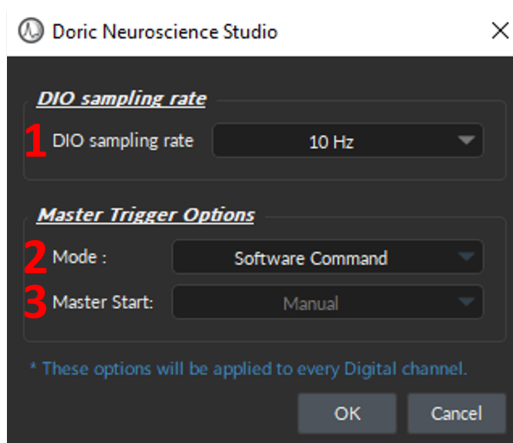 Doric Neuroscience Studio
DIO sampling rate
1 DIO sampling rate 10 Hz
Master Trigger Options
2 Mode : Software Command
3 Master Start: Manual
* These options will be applied to every Digital channel.
OK Cancel